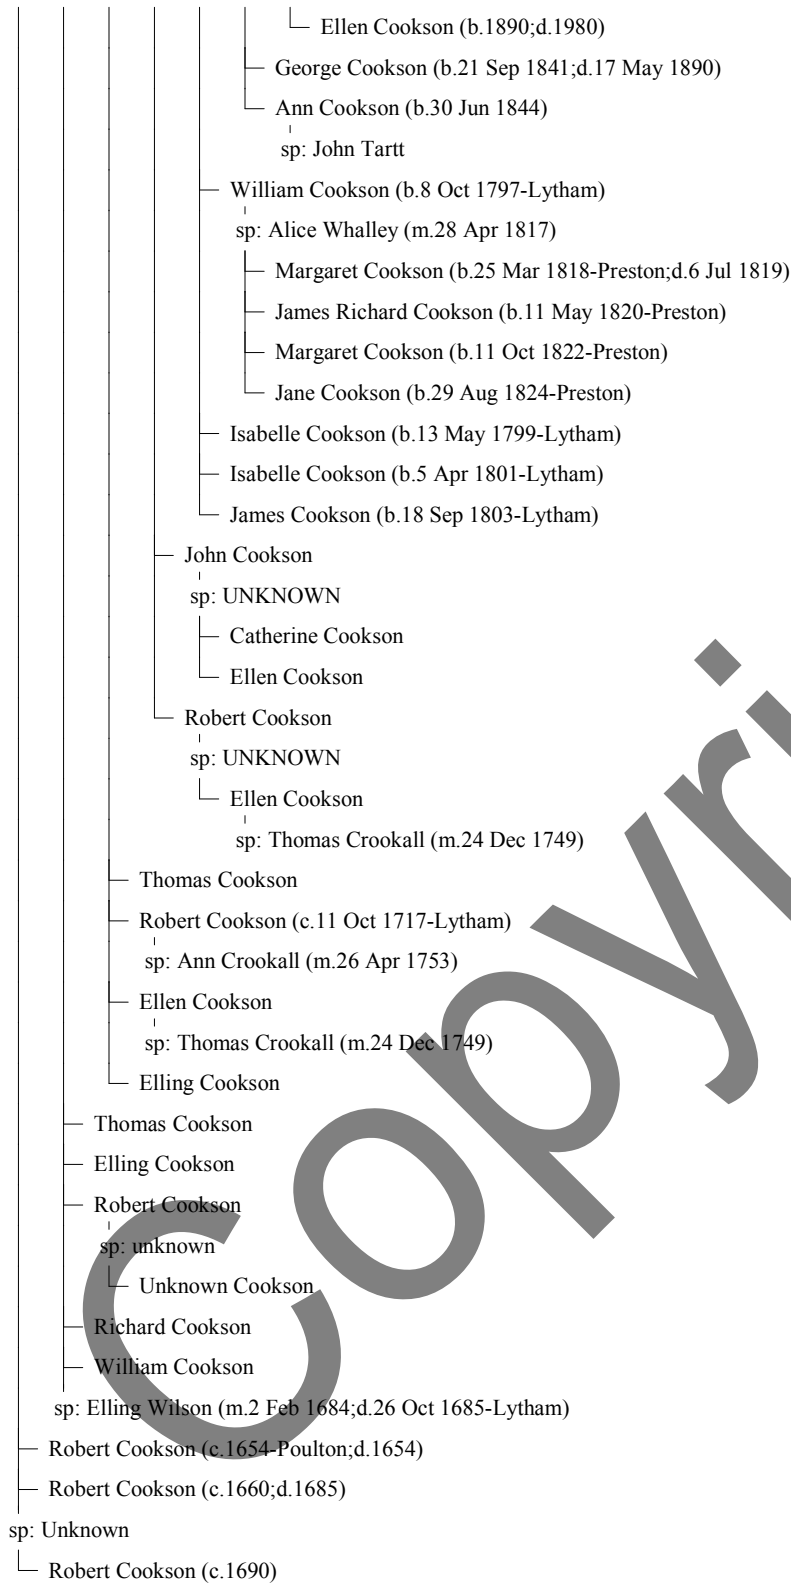 Ellen Cookson (b.1890;d.1980)
George Cookson (b.21 Sep 1841;d.17 May 1890)
Ann Cookson (b.30 Jun 1844)
sp: John Tartt
William Cookson (b.8 Oct 1797-Lytham)
sp: Alice Whalley (m.28 Apr 1817)
Margaret Cookson (b.25 Mar 1818-Preston;d.6 Jul 1819)
James Richard Cookson (b.11 May 1820-Preston)
Margaret Cookson (b.11 Oct 1822-Preston)
Jane Cookson (b.29 Aug 1824-Preston)
Isabelle Cookson (b.13 May 1799-Lytham)
Isabelle Cookson (b.5 Apr 1801-Lytham)
James Cookson (b.18 Sep 1803-Lytham)
John Cookson
sp: UNKNOWN
Catherine Cookson
Ellen Cookson
Robert Cookson
sp: UNKNOWN
Ellen Cookson
sp: Thomas Crookall (m.24 Dec 1749)
Thomas Cookson
Robert Cookson (c.11 Oct 1717-Lytham)
sp: Ann Crookall (m.26 Apr 1753)
Ellen Cookson
sp: Thomas Crookall (m.24 Dec 1749)
Elling Cookson
Thomas Cookson
Elling Cookson
Robert Cookson
sp: unknown
Unknown Cookson
Richard Cookson
William Cookson
sp: Elling Wilson (m.2 Feb 1684;d.26 Oct 1685-Lytham)
Robert Cookson (c.1654-Poulton;d.1654)
Robert Cookson (c.1660;d.1685)
sp: Unknown
Robert Cookson (c.1690)
Copyri